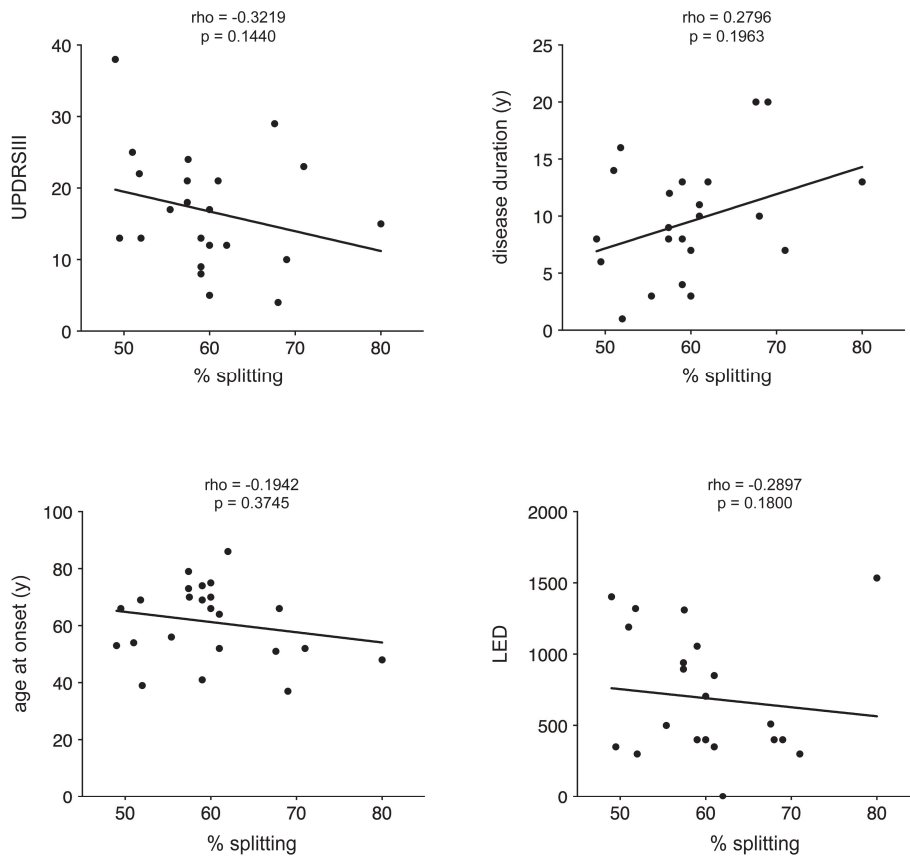 rho = -0.3219
p = 0.1440
40
30
20
10
0
UPDRSIII
50 60 70 80
% splitting
rho = 0.2796
p = 0.1963
25
20
15
10
5
0
disease duration (y)
50 60 70 80
% splitting
rho = -0.1942
p = 0.3745
100
80
60
40
20
0
age at onset (y)
50 60 70 80
% splitting
rho = -0.2897
p = 0.1800
2000
1500
1000
500
0
LED
50 60 70 80
% splitting